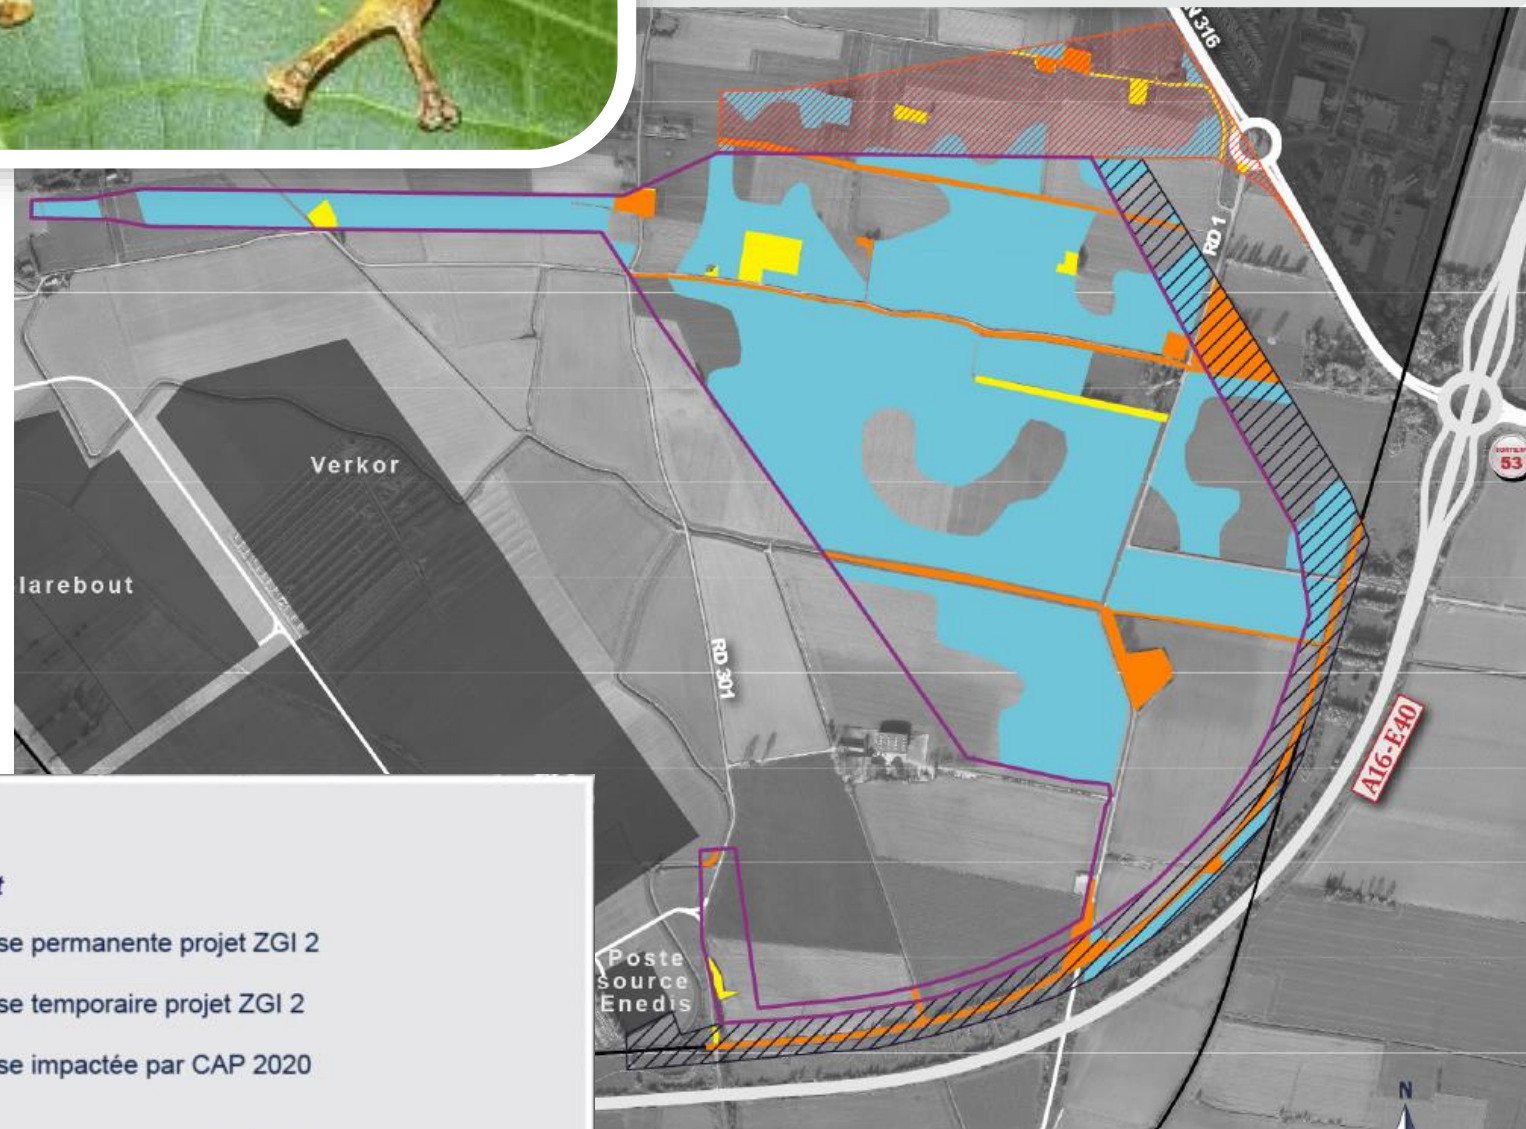 N 316
RD 1
SORTIE
53
Verkor
larebout
RD 301
A16-E40
t
se permanente projet ZGI 2
Poste
source
Enedis
se temporaire projet ZGI 2
se impactée par CAP 2020
N